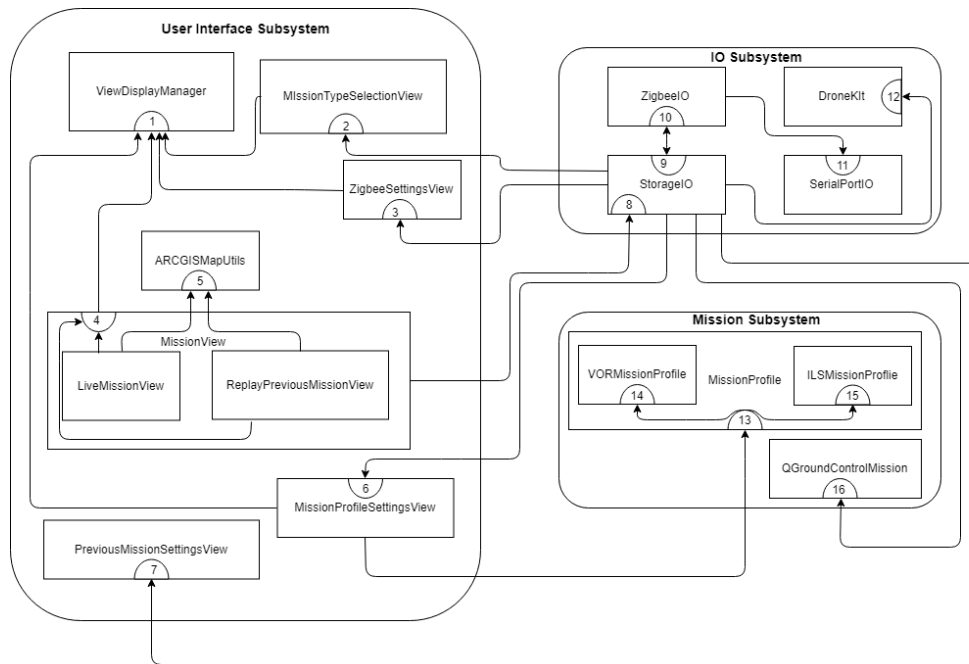 User Interface Subsystem
ViewDisplayManager
1
MIssionTypeSelectionView
2
ZigbeeSettingsView
3
ARCGISMapUtils
5
4
MissionView
LiveMissionView
ReplayPreviousMissionView
6
MissionProfileSettingsView
PreviousMissionSettingsView
7
IO Subsystem
ZigbeeIO
10
DroneKIt
12
9
StorageIO
8
11
SerialPortIO
Mission Subsystem
VORMissionProfile
14
MissionProfile
13
ILSMissionProflie
15
QGroundControlMission
16